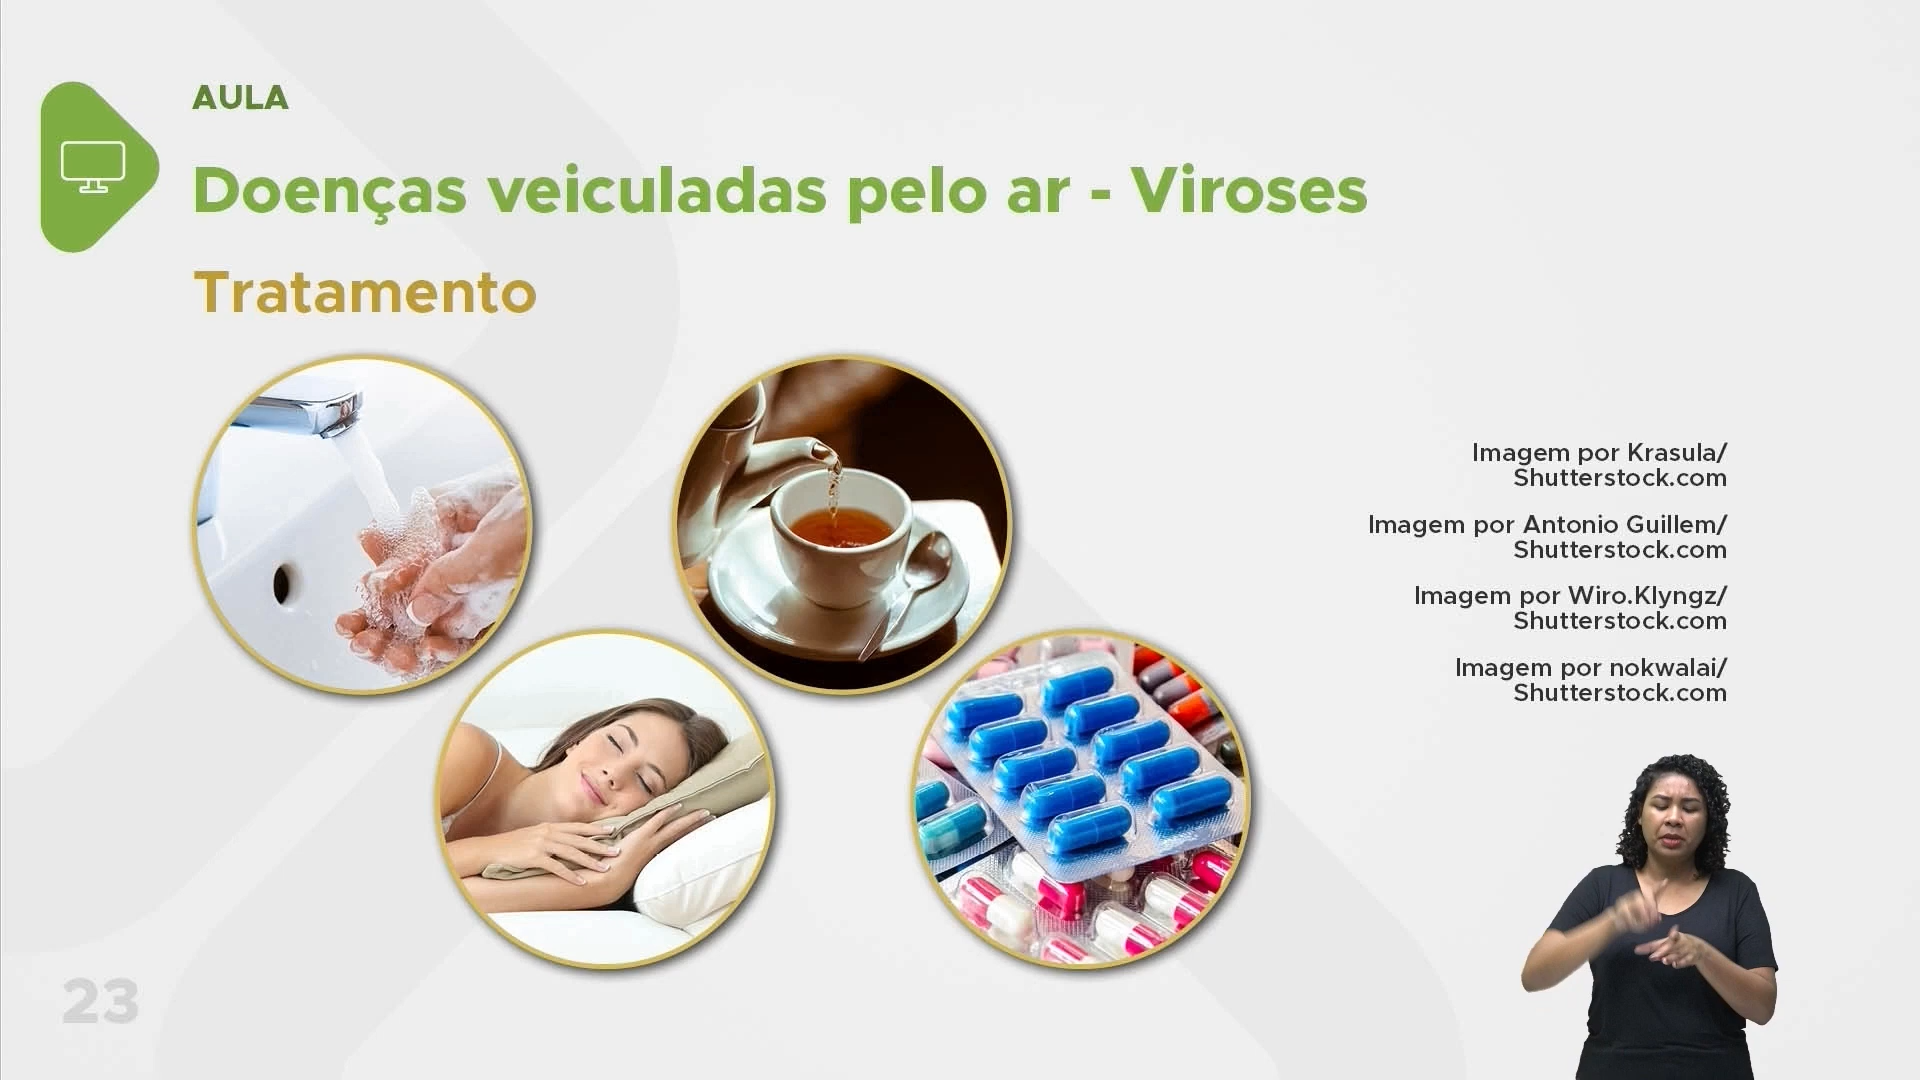 AULA
Doenças veiculadas pelo ar - Viroses
Tratamento
Imagem por Krasula/
Shutterstock.com
Imagem por Antonio Guillem/
Shutterstock.com
Imagem por Wiro.Klyngz/
Shutterstock.com
Imagem por nokwalai/
Shutterstock.com
23